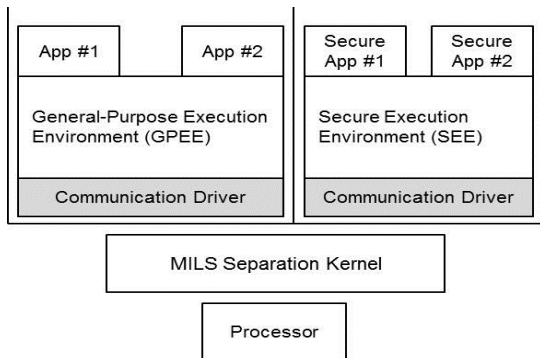 App #1
App #2
Secure
App #1
Secure
App #2
General-Purpose Execution
Environment (GPEE)
Secure Execution
Environment (SEE)
Communication Driver
Communication Driver
MILS Separation Kernel
Processor